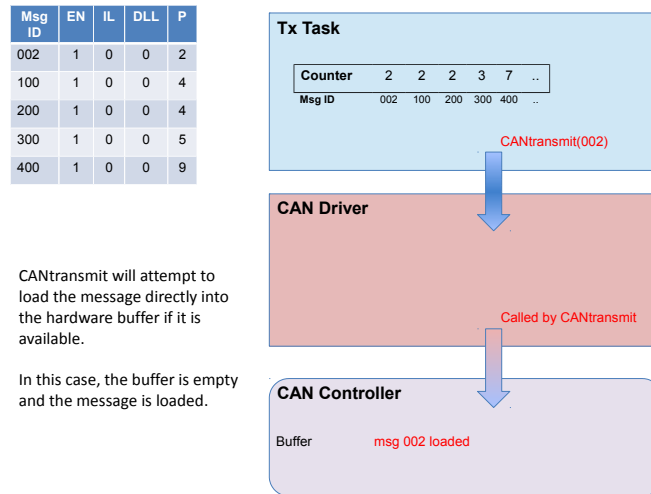 Msg ID EN IL DLL P
002 1 0 0 2
100 1 0 0 4
200 1 0 0 4
300 1 0 0 5
400 1 0 0 9
CANtransmit will attempt to
load the message directly into
the hardware buffer if it is
available.
In this case, the buffer is empty
and the message is loaded.
Tx Task
Counter 2 2 2 3 7 ..
Msg ID 002 100 200 300 400 ..
CANtransmit(002)
CAN Driver
Called by CANtransmit
CAN Controller
Buffer msg 002 loaded